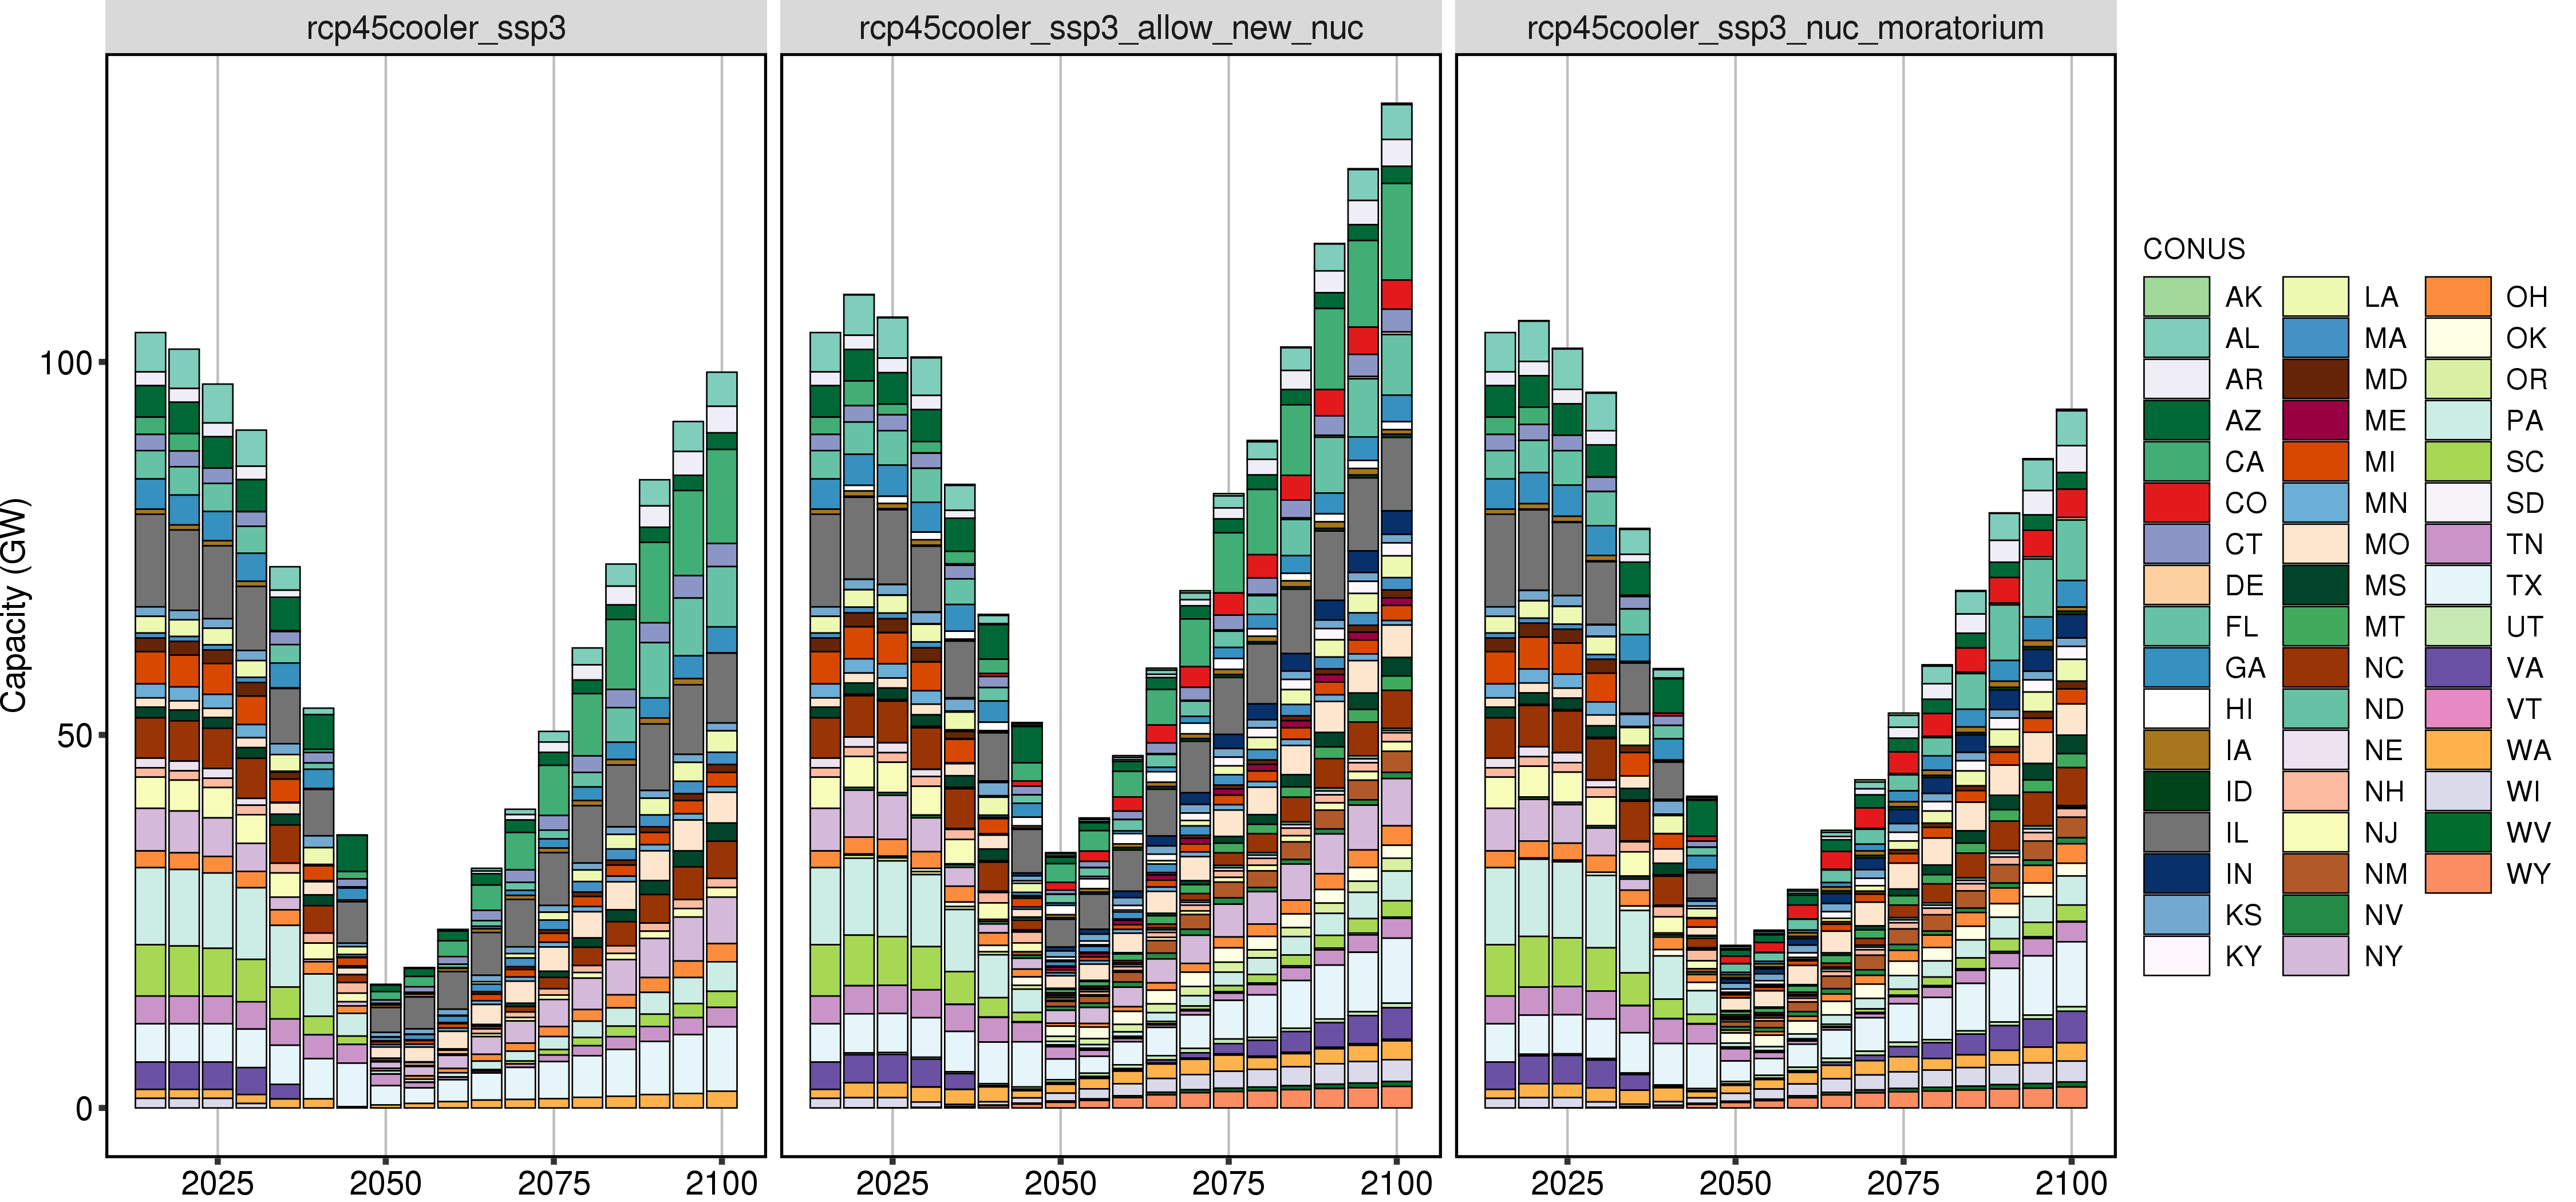 rcp45cooler_ssp3 rcp45cooler_ssp3_allow_new_nuc rcp45cooler_ssp3_nuc_moratorium
Capacity (GW)
100
50
0
2025 2050 2075 2100 2025 2050 2075 2100 2025 2050 2075 2100
CONUS
AK LA OH
AL MA OK
AR MD OR
AZ ME PA
CA MI SC
CO MN SD
CT MO TN
DE MS TX
FL MT UT
GA NC VA
HI ND VT
IA NE WA
ID NH WI
IL NJ WV
IN NM WY
KS NV
KY NY